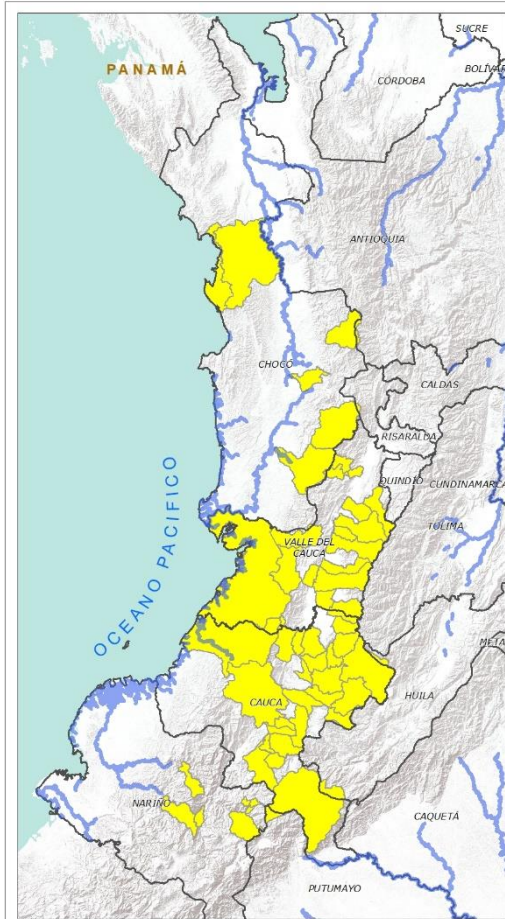 SUCRE
PANAMÁ
BOLÍVAR
CÓRDOBA
ANTIOQUIA
CHOCÓ
CALDAS
RISARALDA
QUINDÍO
CUNDINAMARCA
TOLIMA
VALLE DEL
CAUCA
OCEANO PACIFICO
META
HUILA
CAUCA
NARIÑO
CAQUETÁ
PUTUMAYO